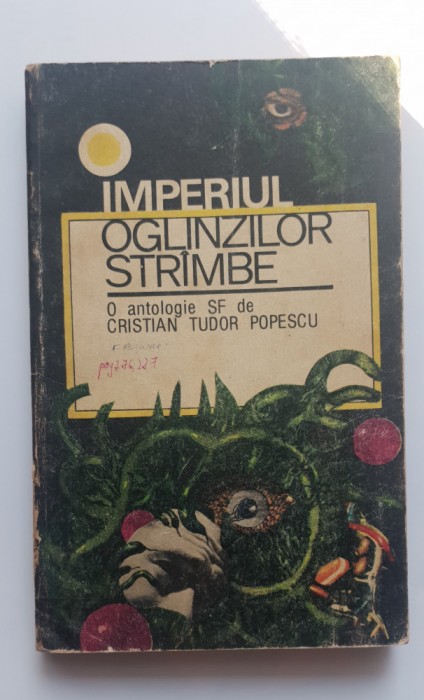 IMPERIUL
OGLINZILOR
STRÎMBE
O antologie SF de
CRISTIAN TUDOR POPESCU